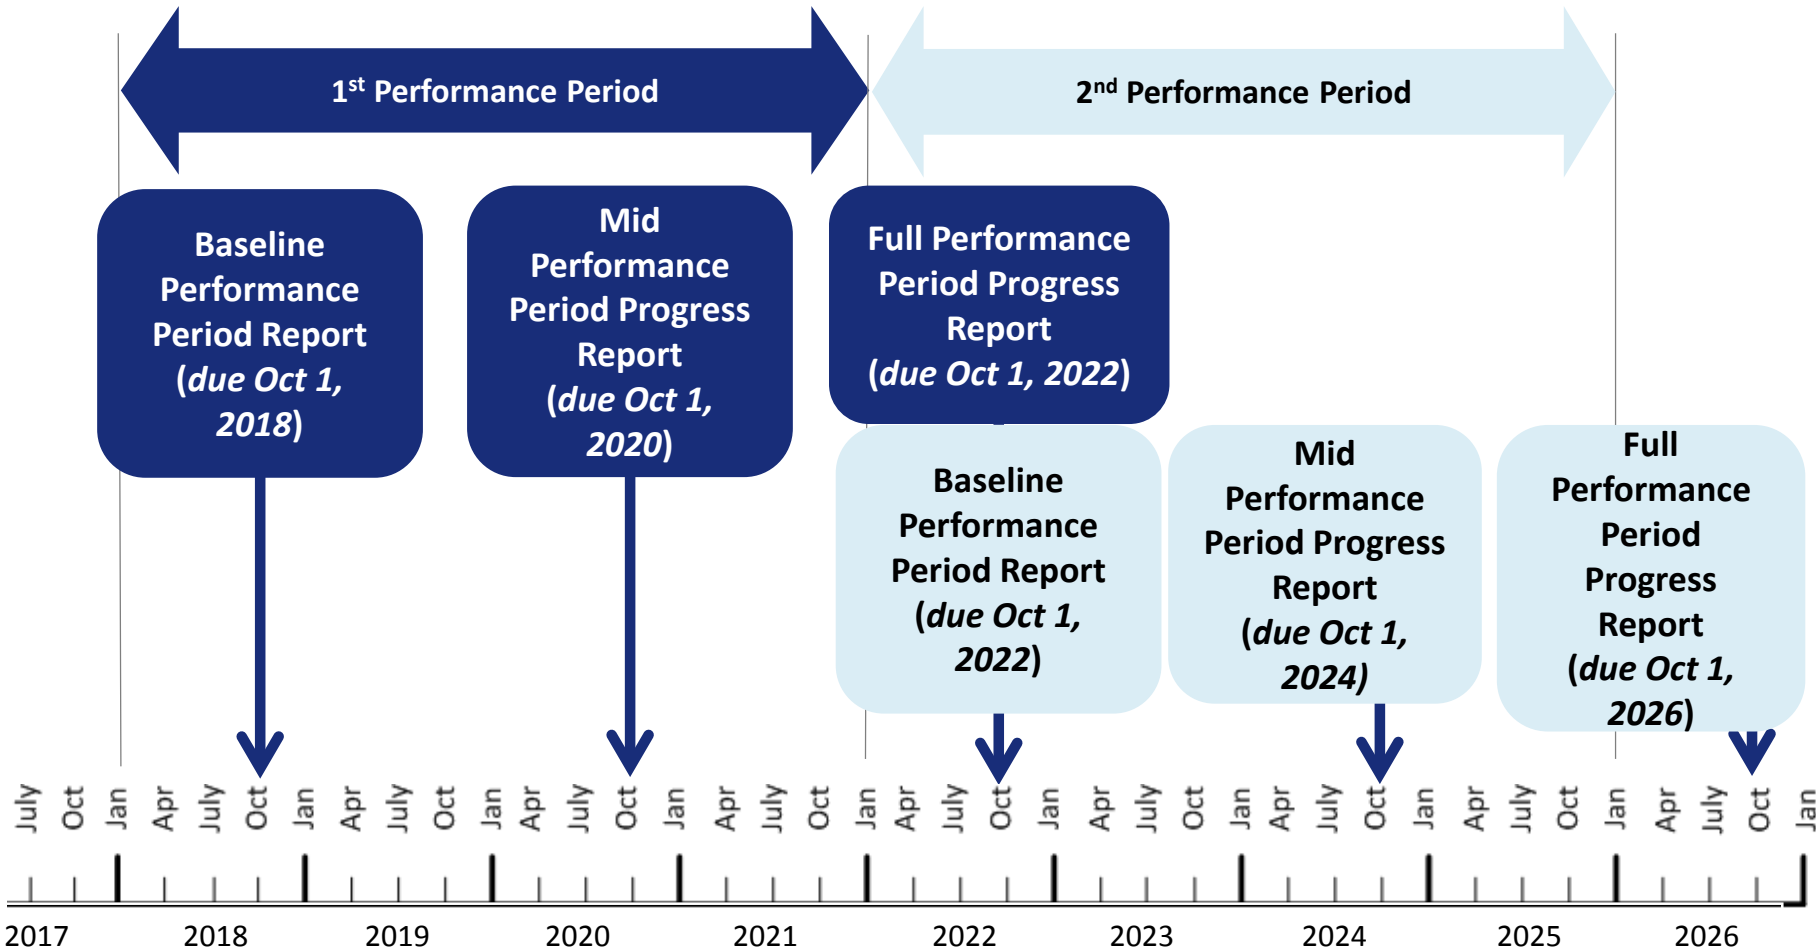 1st Performance Period
2nd Performance Period
Baseline
Performance
Period Report
(due Oct 1,
2018)
Mid
Performance
Period Progress
Report
(due Oct 1,
2020)
Full Performance
Period Progress
Report
(due Oct 1, 2022)
Baseline
Performance
Period Report
(due Oct 1,
2022)
Mid
Performance
Period Progress
Report
(due Oct 1,
2024)
Full
Performance
Period
Progress
Report
(due Oct 1,
2026)
July Oct Jan Apr July Oct Jan Apr July Oct Jan Apr July Oct Jan Apr July Oct Jan Apr July Oct Jan Apr July Oct Jan Apr July Oct Jan Apr July Oct Jan Apr July Oct Jan
2017 2018 2019 2020 2021 2022 2023 2024 2025 2026